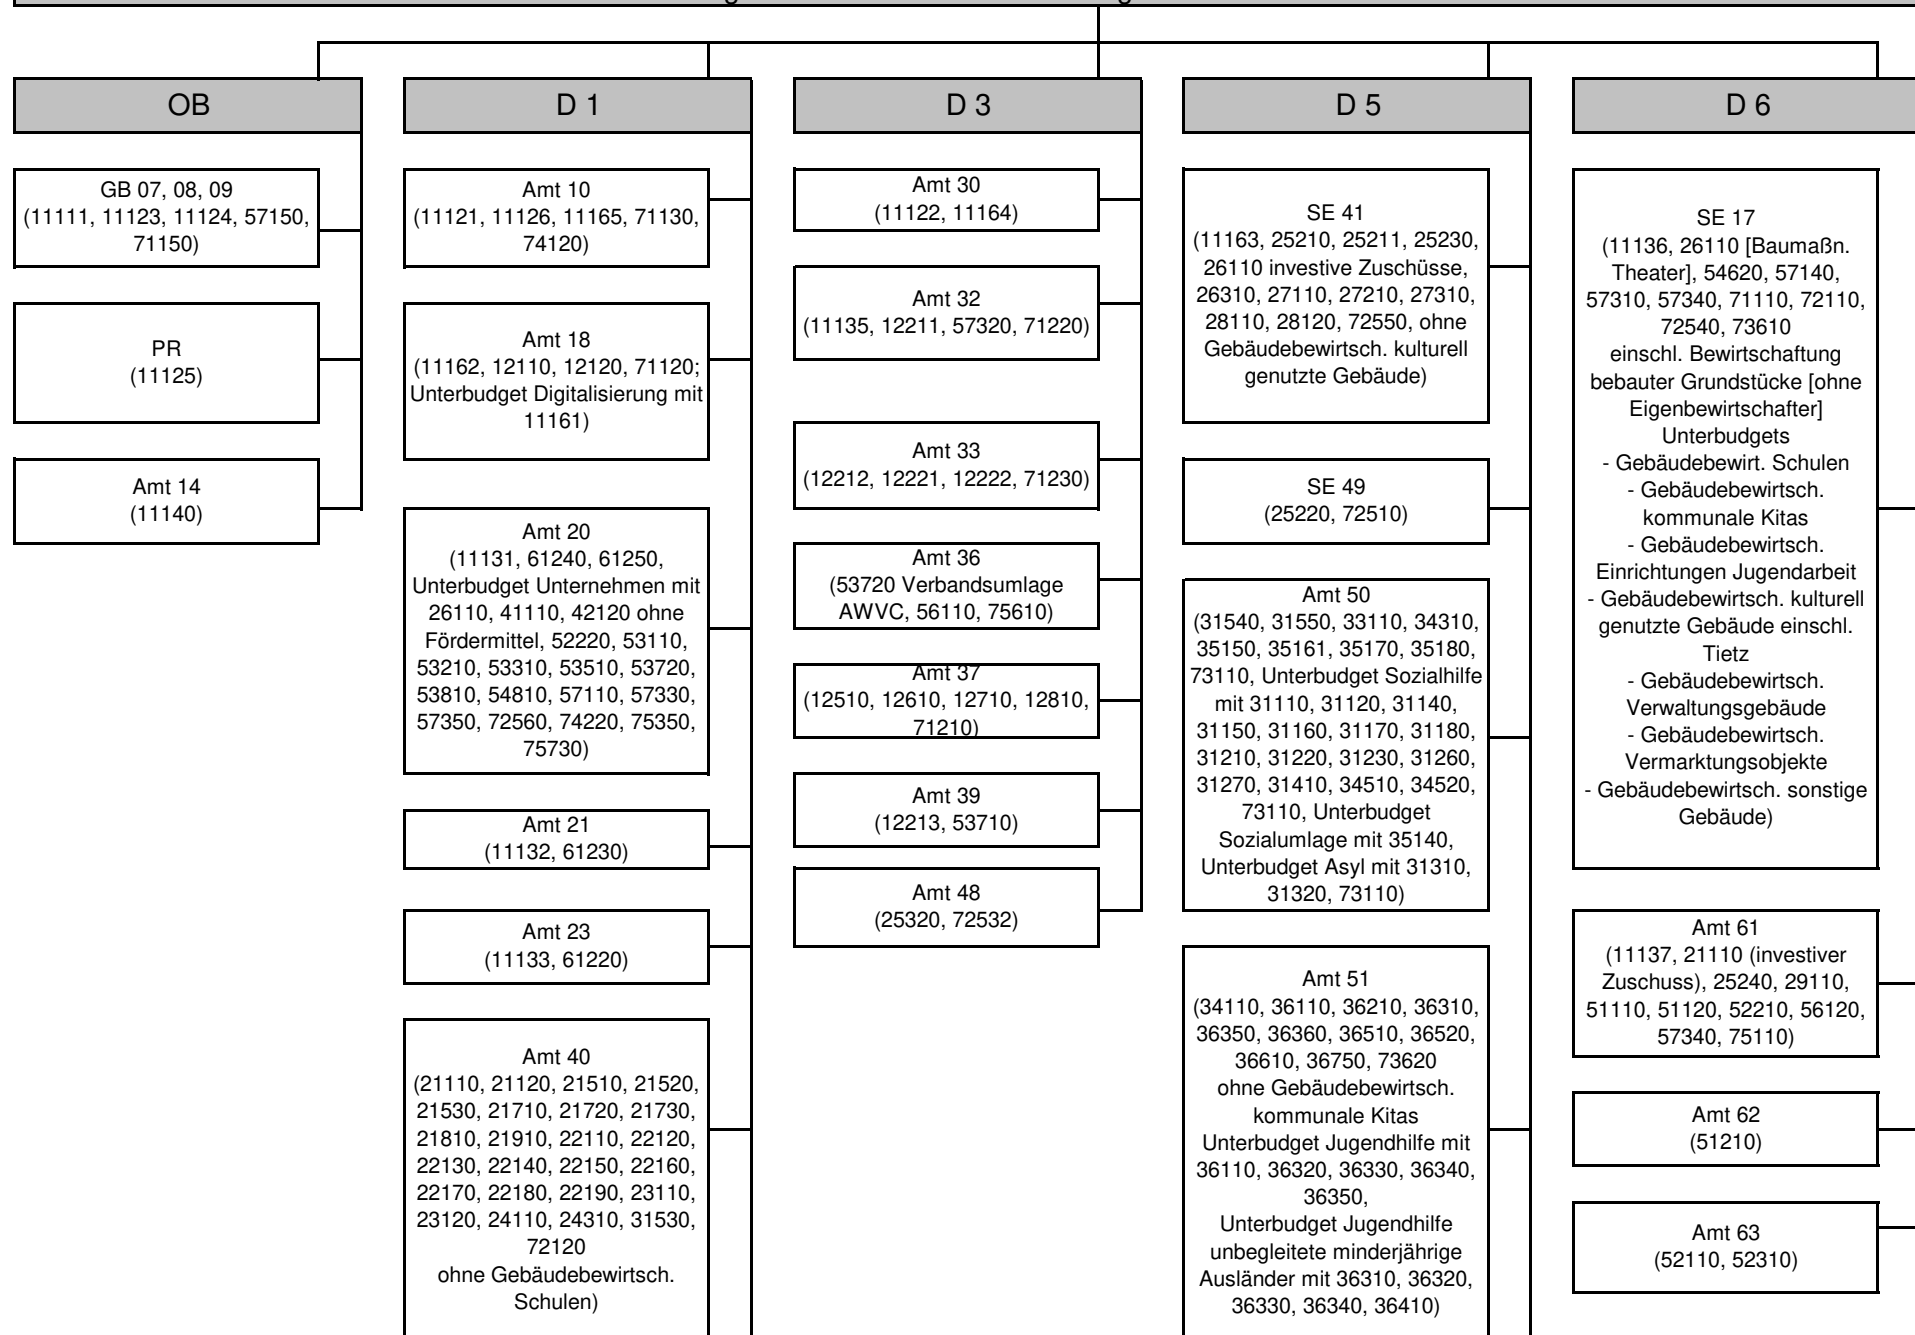 OB
GB 07, 08, 09
(11111, 11123, 11124, 57150,
71150)
PR
(11125)
Amt 14
(11140)
D 1
Amt 10
(11121, 11126, 11165, 71130,
74120)
Amt 18
(11162, 12110, 12120, 71120;
Unterbudget Digitalisierung mit
11161)
Amt 20
(11131, 61240, 61250,
Unterbudget Unternehmen mit
26110, 41110, 42120 ohne
Fördermittel, 52220, 53110,
53210, 53310, 53510, 53720,
53810, 54810, 57110, 57330,
57350, 72560, 74220, 75350,
75730)
Amt 21
(11132, 61230)
Amt 23
(11133, 61220)
Amt 40
(21110, 21120, 21510, 21520,
21530, 21710, 21720, 21730,
21810, 21910, 22110, 22120,
22130, 22140, 22150, 22160,
22170, 22180, 22190, 23110,
23120, 24110, 24310, 31530,
72120
ohne Gebäudebewirtsch.
Schulen)
D 3
Amt 30
(11122, 11164)
Amt 32
(11135, 12211, 57320, 71220)
Amt 33
(12212, 12221, 12222, 71230)
Amt 36
(53720 Verbandsumlage
AWVC, 56110, 75610)
Amt 37
(12510, 12610, 12710, 12810,
71210)
Amt 39
(12213, 53710)
Amt 48
(25320, 72532)
D 5
SE 41
(11163, 25210, 25211, 25230,
26110 investive Zuschüsse,
26310, 27110, 27210, 27310,
28110, 28120, 72550, ohne
Gebäudebewirtsch. kulturell
genutzte Gebäude)
SE 49
(25220, 72510)
Amt 50
(31540, 31550, 33110, 34310,
35150, 35161, 35170, 35180,
73110, Unterbudget Sozialhilfe
mit 31110, 31120, 31140,
31150, 31160, 31170, 31180,
31210, 31220, 31230, 31260,
31270, 31410, 34510, 34520,
73110, Unterbudget
Sozialumlage mit 35140,
Unterbudget Asyl mit 31310,
31320, 73110)
Amt 51
(34110, 36110, 36210, 36310,
36350, 36360, 36510, 36520,
36610, 36750, 73620
ohne Gebäudebewirtsch.
kommunale Kitas
Unterbudget Jugendhilfe mit
36110, 36320, 36330, 36340,
36350,
Unterbudget Jugendhilfe
unbegleitete minderjährige
Ausländer mit 36310, 36320,
36330, 36340, 36410)
D 6
SE 17
(11136, 26110 [Baumaßn.
Theater], 54620, 57140,
57310, 57340, 71110, 72110,
72540, 73610
einschl. Bewirtschaftung
bebauter Grundstücke [ohne
Eigenbewirtschafter]
Unterbudgets
- Gebäudebewirt. Schulen
- Gebäudebewirtsch.
kommunale Kitas
- Gebäudebewirtsch.
Einrichtungen Jugendarbeit
- Gebäudebewirtsch. kulturell
genutzte Gebäude einschl.
Tietz
- Gebäudebewirtsch.
Verwaltungsgebäude
- Gebäudebewirtsch.
Vermarktungsobjekte
- Gebäudebewirtsch. sonstige
Gebäude)
Amt 61
(11137, 21110 (investiver
Zuschuss), 25240, 29110,
51110, 51120, 52210, 56120,
57340, 75110)
Amt 62
(51210)
Amt 63
(52110, 52310)